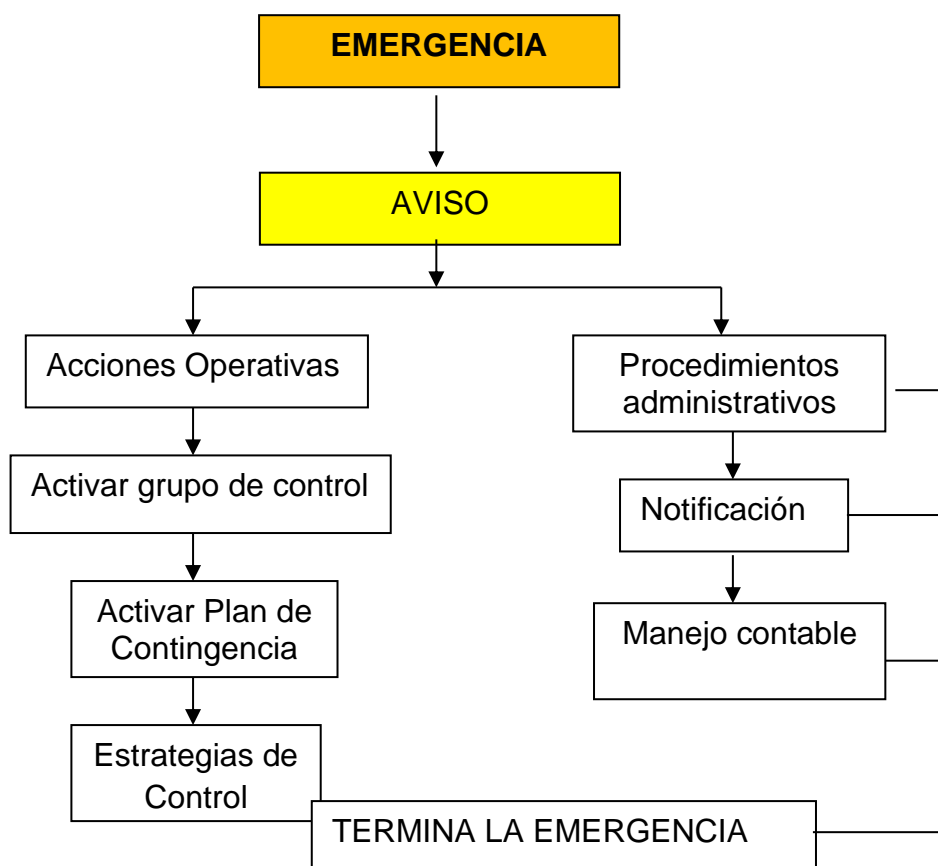 EMERGENCIA
AVISO
Acciones Operativas
Activar grupo de control
Activar Plan de
Contingencia
Estrategias de
Control
Procedimientos
administrativos
Notificación
Manejo contable
TERMINA LA EMERGENCIA